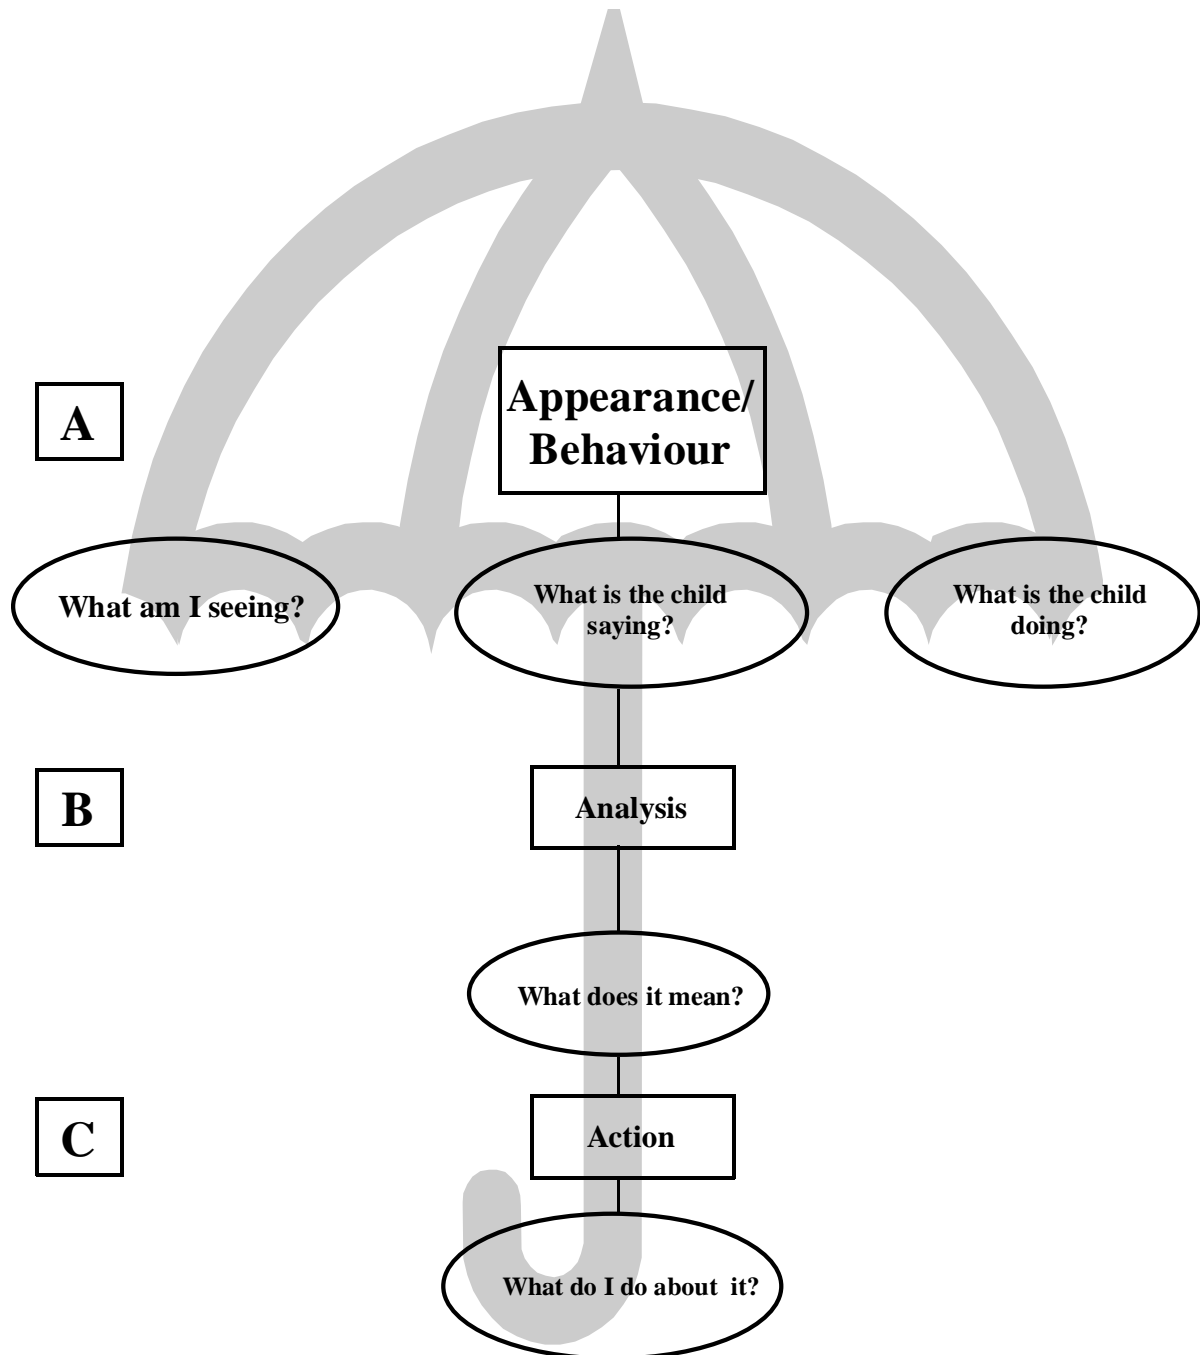 A
Appearance/
Behaviour
What am I seeing?
What is the child
saying?
What is the child
doing?
B
Analysis
What does it mean?
C
Action
What do I do about it?